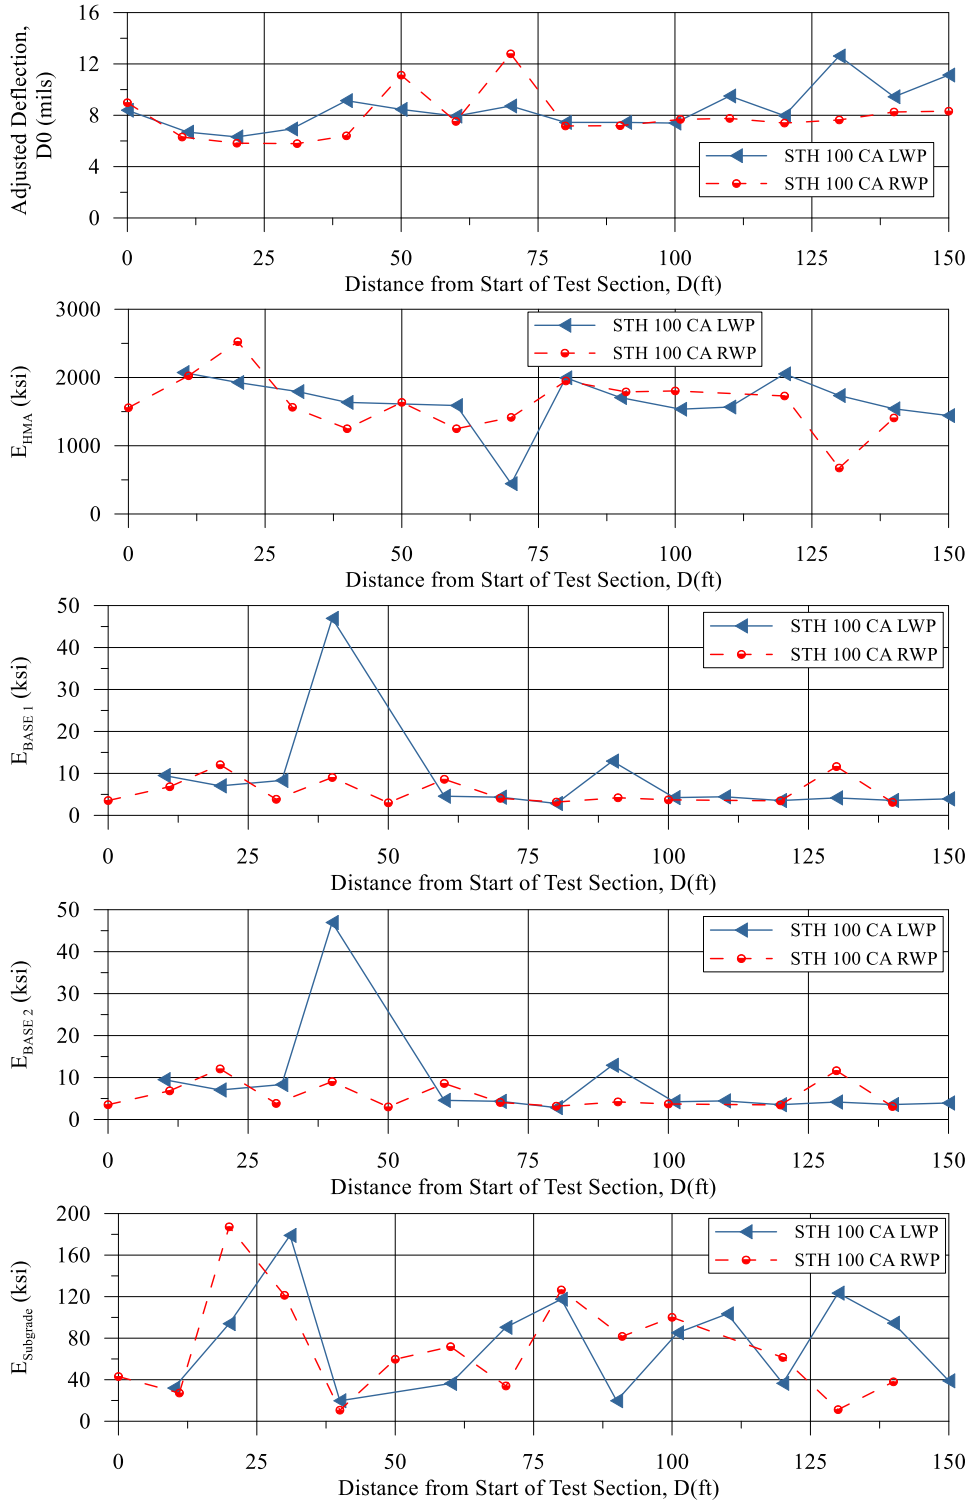 Adjusted Deflection,
D0 (mils)
16
12
8
4
0
STH 100 CA LWP
STH 100 CA RWP
0 25 50 75 100 125 150
Distance from Start of Test Section, D(ft)
E_HMA (ksi)
3000
2000
1000
0
STH 100 CA LWP
STH 100 CA RWP
0 25 50 75 100 125 150
Distance from Start of Test Section, D(ft)
E_BASE 1 (ksi)
50
40
30
20
10
0
STH 100 CA LWP
STH 100 CA RWP
0 25 50 75 100 125 150
Distance from Start of Test Section, D(ft)
E_BASE 2 (ksi)
50
40
30
20
10
0
STH 100 CA LWP
STH 100 CA RWP
0 25 50 75 100 125 150
Distance from Start of Test Section, D(ft)
E_Subgrade (ksi)
200
160
120
80
40
0
STH 100 CA LWP
STH 100 CA RWP
0 25 50 75 100 125 150
Distance from Start of Test Section, D(ft)